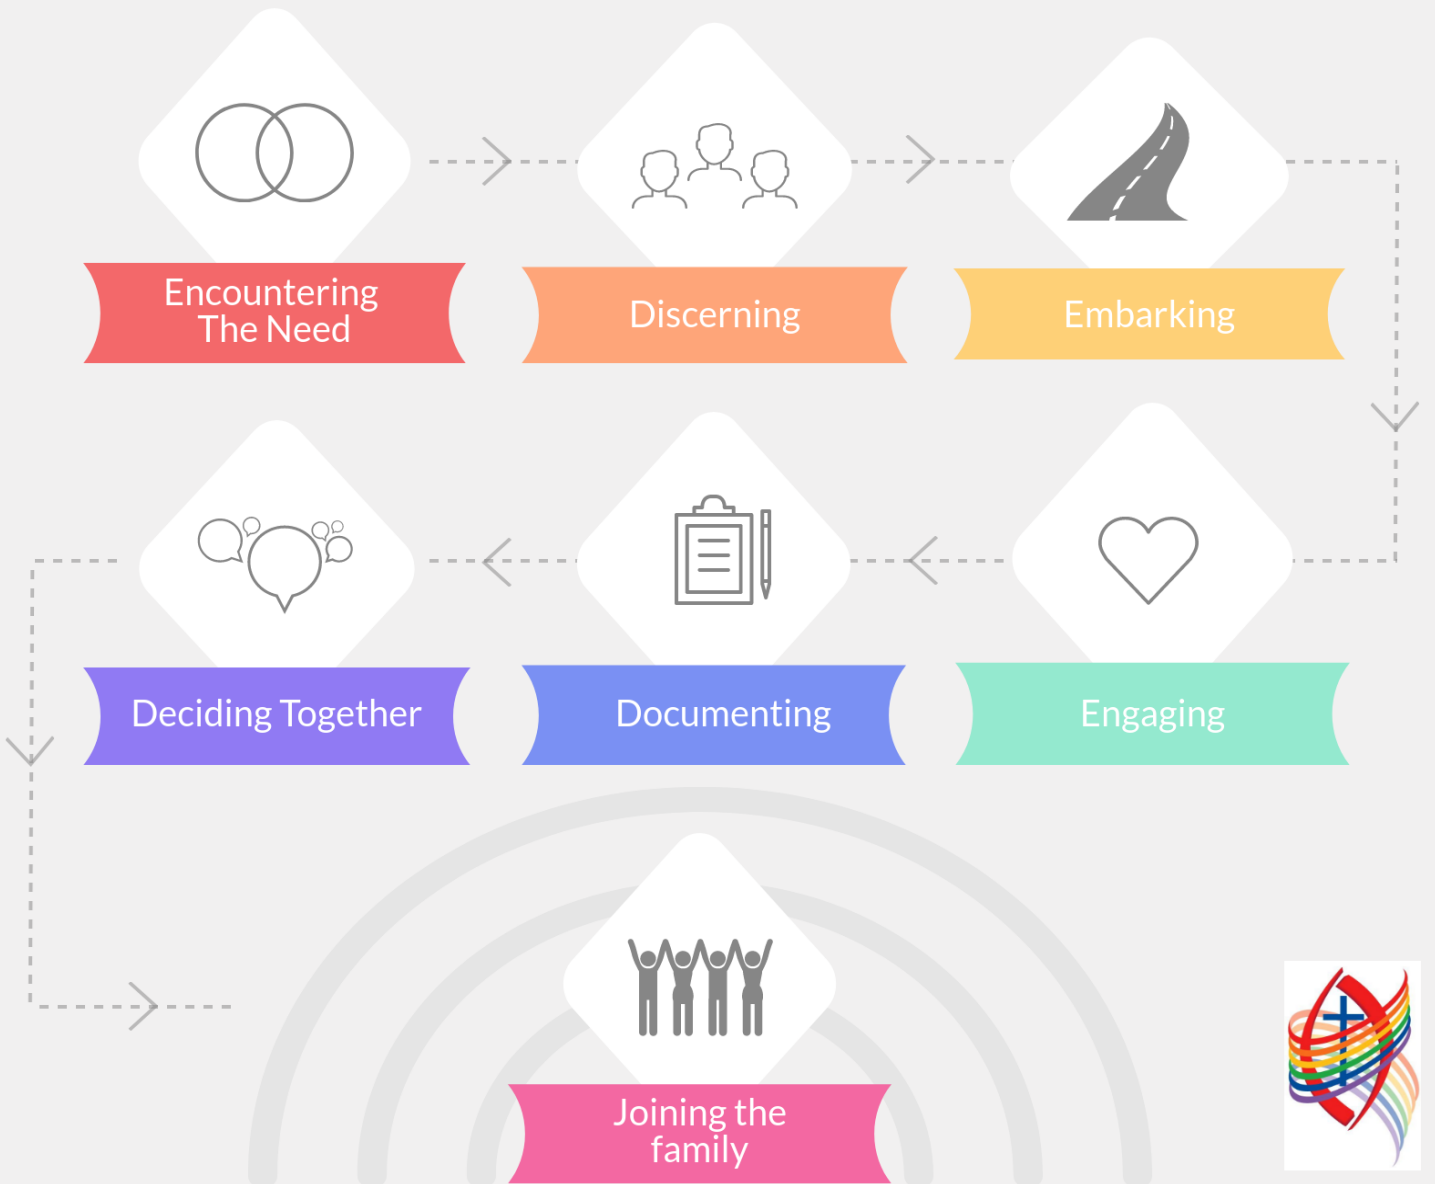 Encountering
The Need
Discerning
Embarking
Engaging
Documenting
Deciding Together
Joining the
family